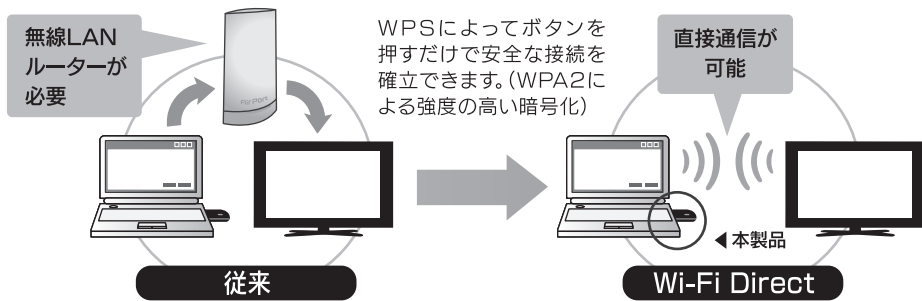 無線LAN
ルーターが
必要
AirPort
WPSによってボタンを
押すだけで安全な接続を
確立できます。(WPA2に
よる強度の高い暗号化)
直接通信が
可能
◀本製品
従来
Wi-Fi Direct